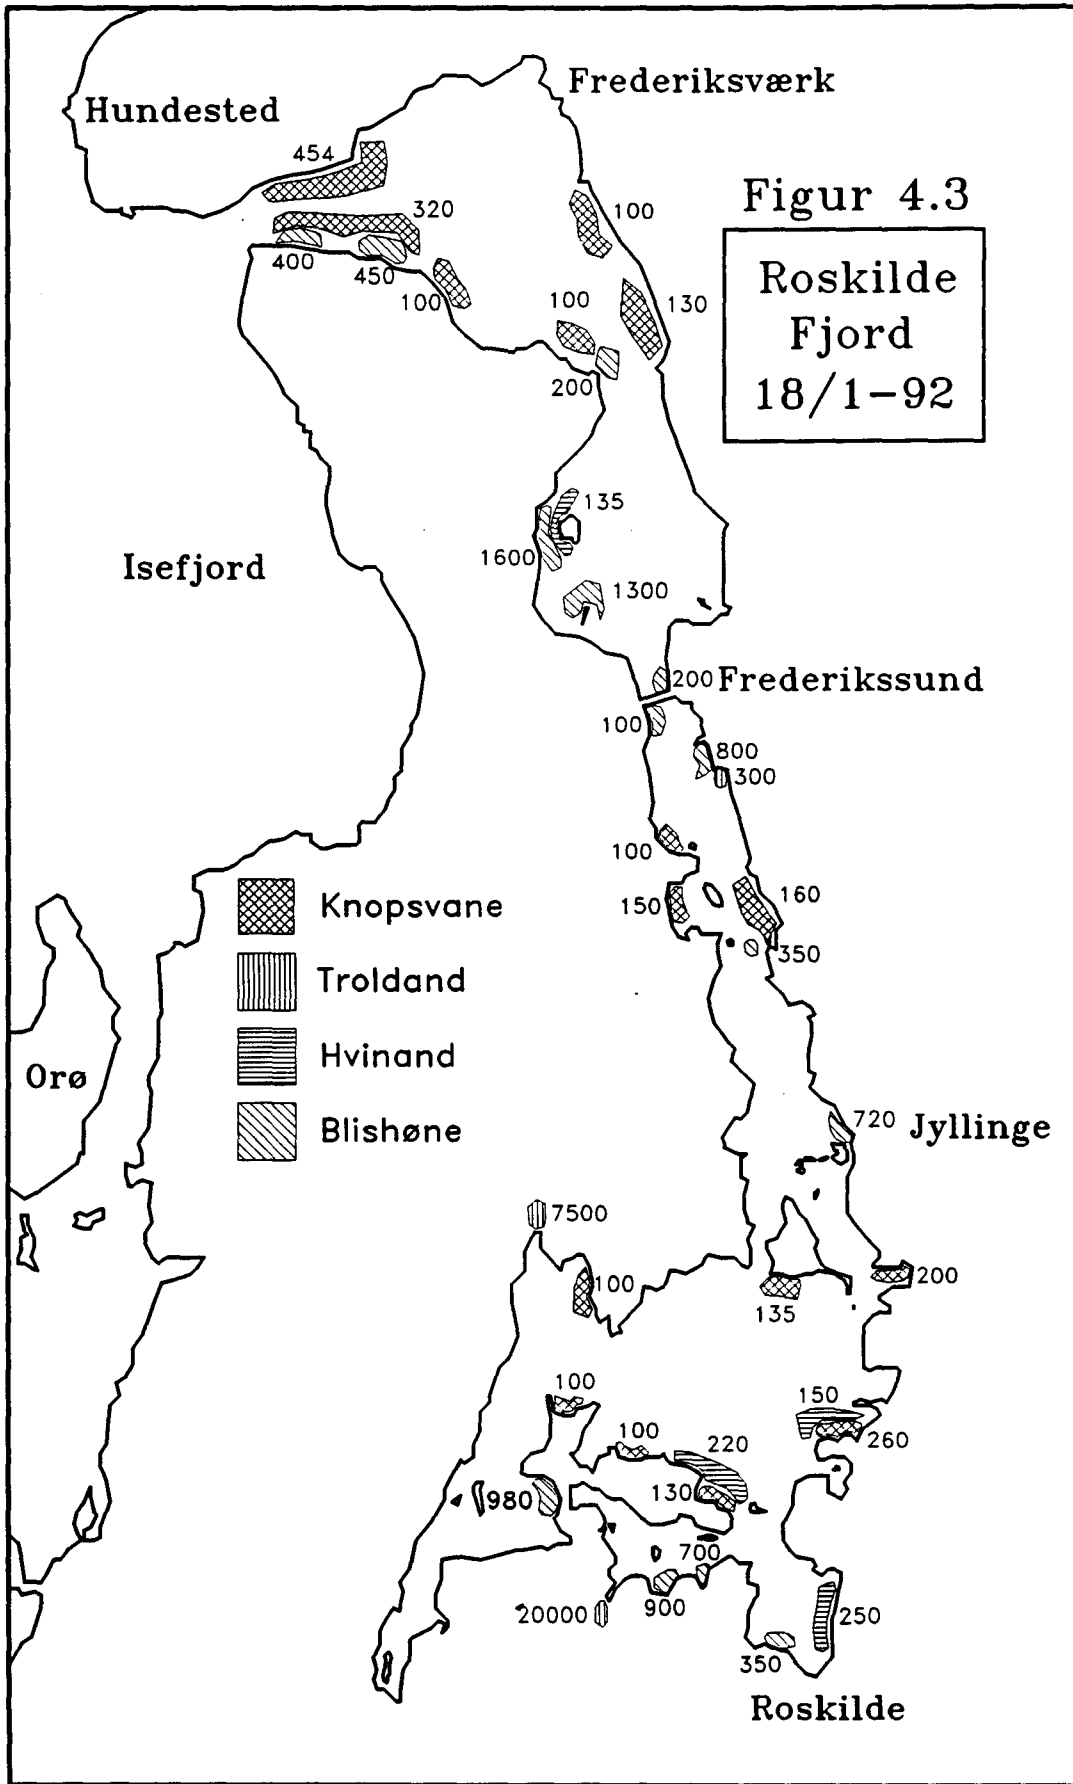 Frederiksværk
Hundested
454
Figur 4.3
320
100
Roskilde
Fjord
18/1-92
400
450
100
100
130
200
135
1600
Isefjord
1300
200
Frederikssund
100
800
300
100
160
150
Knopsvane
350
Troldand
Hvinand
Orø
720
Jyllinge
Blishøne
7500
100
200
135
100
150
100
220
260
130
980
700
900
20000
250
350
Roskilde